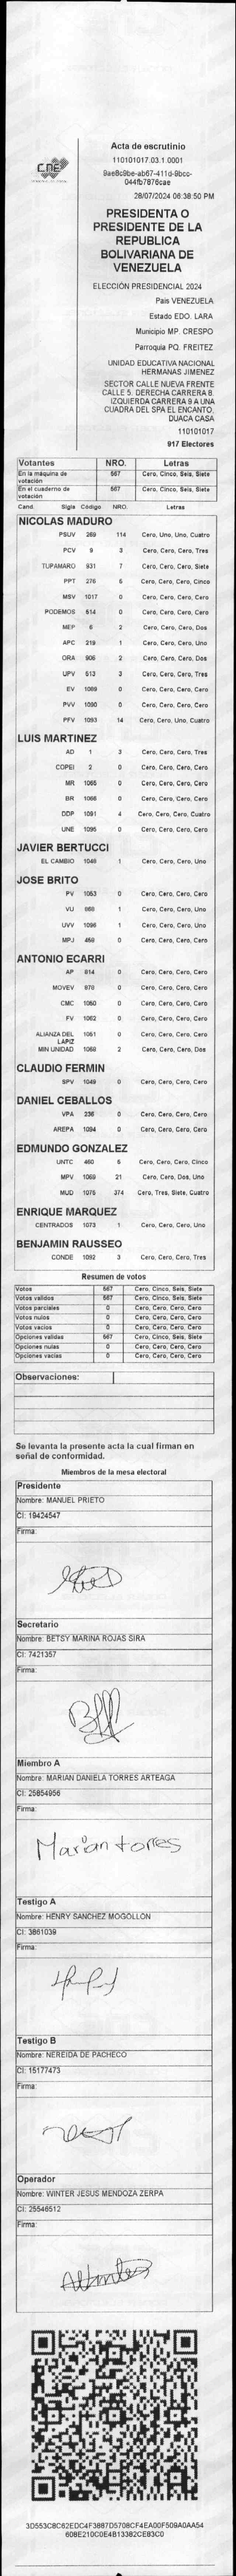 CNE
Acta de escrutinio
110101017.03.1.0001
9ae8c9be-ab67-411d-9bcc-
044fb7876cae
28/07/2024 06:38:50 PM
PRESIDENTA O
PRESIDENTE DE LA
REPUBLICA
BOLIVARIANA DE
VENEZUELA
ELECCIÓN PRESIDENCIAL 2024
Pais VENEZUELA
Estado EDO. LARA
Municipio MP. CRESPO
Parroquia PQ. FREITEZ
UNIDAD EDUCATIVA NACIONAL
HERMANAS JIMENEZ
SECTOR CALLE NUEVA FRENTE
CALLE 5. DERECHA CARRERA 8.
IZQUIERDA CARRERA 9 A UNA
CUADRA DEL SPA EL ENCANTO.
DUACA CASA
110101017
917 Electores
Votantes NRO. Letras
En la máquina de votación 567 Cero, Cinco, Seis, Siete
En el cuaderno de votación 567 Cero, Cinco, Seis, Siete
Cand. Sigla Código NRO. Letras
NICOLAS MADURO
PSUV 269 114 Cero, Uno, Uno, Cuatro
PCV 9 3 Cero, Cero, Cero, Tres
TUPAMARO 931 7 Cero, Cero, Cero, Siete
PPT 276 5 Cero, Cero, Cero, Cinco
MSV 1017 0 Cero, Cero, Cero, Cero
PODEMOS 514 0 Cero, Cero, Cero, Cero
MEP 6 2 Cero, Cero, Cero, Dos
APC 219 1 Cero, Cero, Cero, Uno
ORA 906 2 Cero, Cero, Cero, Dos
UPV 513 3 Cero, Cero, Cero, Tres
EV 1089 0 Cero, Cero, Cero, Cero
PVV 1090 0 Cero, Cero, Cero, Cero
PFV 1093 14 Cero, Cero, Uno, Cuatro
LUIS MARTINEZ
AD 1 3 Cero, Cero, Cero, Tres
COPEI 2 0 Cero, Cero, Cero, Cero
MR 1065 0 Cero, Cero, Cero, Cero
BR 1066 0 Cero, Cero, Cero, Cero
DDP 1091 4 Cero, Cero, Cero, Cuatro
UNE 1095 0 Cero, Cero, Cero, Cero
JAVIER BERTUCCI
EL CAMBIO 1048 1 Cero, Cero, Cero, Uno
JOSE BRITO
PV 1053 0 Cero, Cero, Cero, Cero
VU 868 1 Cero, Cero, Cero, Uno
UVV 1096 1 Cero, Cero, Cero, Uno
MPJ 458 0 Cero, Cero, Cero, Cero
ANTONIO ECARRI
AP 814 0 Cero, Cero, Cero, Cero
MOVEV 878 0 Cero, Cero, Cero, Cero
CMC 1050 0 Cero, Cero, Cero, Cero
FV 1062 0 Cero, Cero, Cero, Cero
ALIANZA DEL LAPIZ 1051 0 Cero, Cero, Cero, Cero
MIN UNIDAD 1058 2 Cero, Cero, Cero, Dos
CLAUDIO FERMIN
SPV 1049 0 Cero, Cero, Cero, Cero
DANIEL CEBALLOS
VPA 236 0 Cero, Cero, Cero, Cero
AREPA 1094 0 Cero, Cero, Cero, Cero
EDMUNDO GONZALEZ
UNTC 460 5 Cero, Cero, Cero, Cinco
MPV 1069 21 Cero, Cero, Dos, Uno
MUD 1075 374 Cero, Tres, Siete, Cuatro
ENRIQUE MARQUEZ
CENTRADOS 1073 1 Cero, Cero, Cero, Uno
BENJAMIN RAUSSEO
CONDE 1092 3 Cero, Cero, Cero, Tres
Resumen de votos
Votos 567 Cero, Cinco, Seis, Siete
Votos validos 567 Cero, Cinco, Seis, Siete
Votos parciales 0 Cero, Cero, Cero, Cero
Votos nulos 0 Cero, Cero, Cero, Cero
Votos vacios 0 Cero, Cero, Cero, Cero
Opciones validas 567 Cero, Cinco, Seis, Siete
Opciones nulas 0 Cero, Cero, Cero, Cero
Opciones vacias 0 Cero, Cero, Cero, Cero
Observaciones:
Se levanta la presente acta la cual firman en
señal de conformidad.
Miembros de la mesa electoral
Presidente
Nombre: MANUEL PRIETO
CI: 19424547
Firma:
Secretario
Nombre: BETSY MARINA ROJAS SIRA
CI: 7421357
Firma:
Miembro A
Nombre: MARIAN DANIELA TORRES ARTEAGA
CI: 25854956
Firma:
Marian torres
Testigo A
Nombre: HENRY SANCHEZ MOGOLLON
CI: 3861039
Firma:
Testigo B
Nombre: NEREIDA DE PACHECO
CI: 15177473
Firma:
Operador
Nombre: WINTER JESUS MENDOZA ZERPA
CI: 25546512
Firma:
3D553C8C62EDC4F3887D5708CF4EA00F509A0AA54
608E210C0E4B13382CE83C0